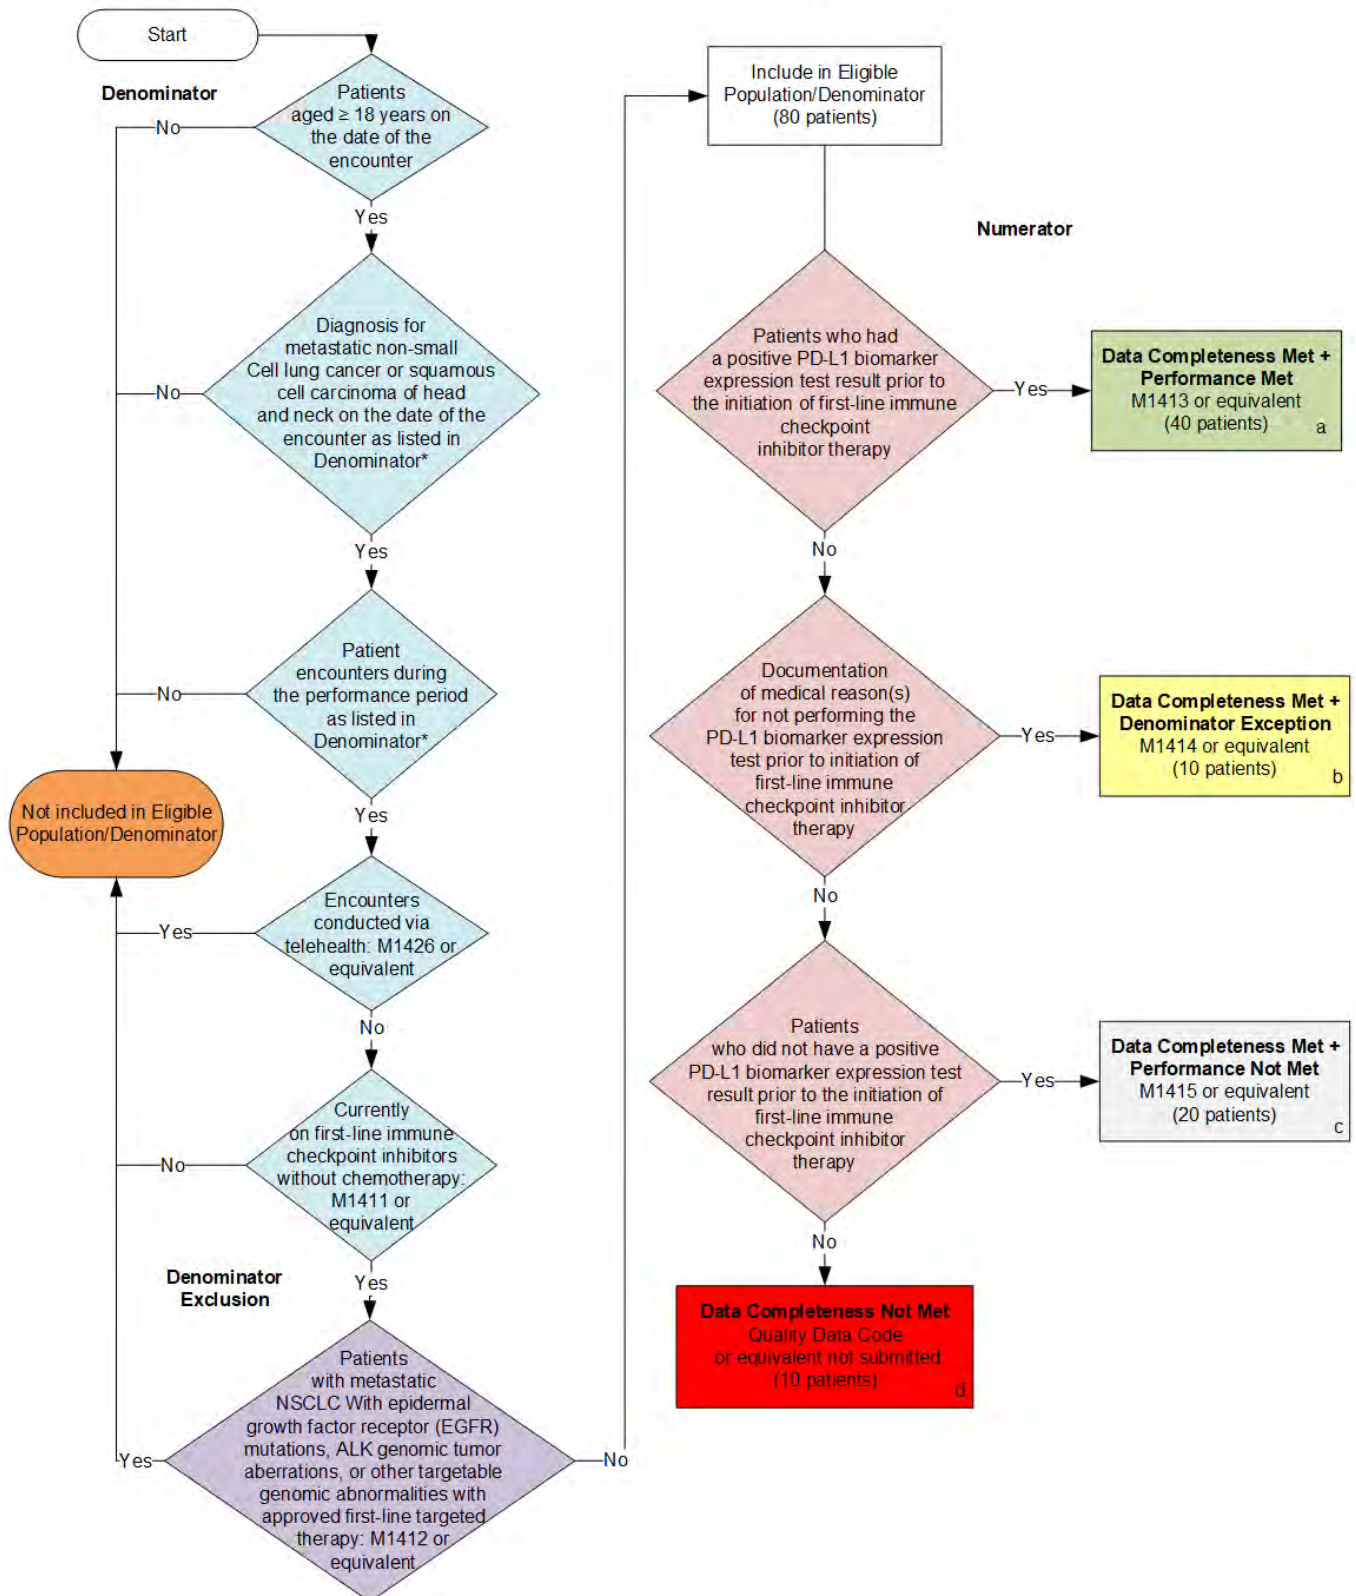 Start
Denominator
Patients
aged ≥ 18 years on
the date of the
encounter
No
Yes
Diagnosis for
metastatic non-small
Cell lung cancer or squamous
cell carcinoma of head
and neck on the date of the
encounter as listed in
Denominator*
No
Yes
Patient
encounters during
the performance period
as listed in
Denominator*
No
Yes
Not included in Eligible
Population/Denominator
Encounters
conducted via
telehealth: M1426 or
equivalent
Yes
No
Currently
on first-line immune
checkpoint inhibitors
without chemotherapy:
M1411 or
equivalent
No
Yes
Denominator
Exclusion
Patients
with metastatic
NSCLC With epidermal
growth factor receptor (EGFR)
mutations, ALK genomic tumor
aberrations, or other targetable
genomic abnormalities with
approved first-line targeted
therapy: M1412 or
equivalent
Yes
No
Include in Eligible
Population/Denominator
(80 patients)
Numerator
Patients who had
a positive PD-L1 biomarker
expression test result prior to
the initiation of first-line immune
checkpoint
inhibitor therapy
Yes
Data Completeness Met +
Performance Met
M1413 or equivalent
(40 patients)
a
No
Documentation
of medical reason(s)
for not performing the
PD-L1 biomarker expression
test prior to initiation of
first-line immune
checkpoint inhibitor
therapy
Yes
Data Completeness Met +
Denominator Exception
M1414 or equivalent
(10 patients)
b
No
Patients
who did not have a positive
PD-L1 biomarker expression test
result prior to the initiation of
first-line immune
checkpoint inhibitor
therapy
Yes
Data Completeness Met +
Performance Not Met
M1415 or equivalent
(20 patients)
c
No
Data Completeness Not Met
Quality Data Code
or equivalent not submitted
(10 patients)
d